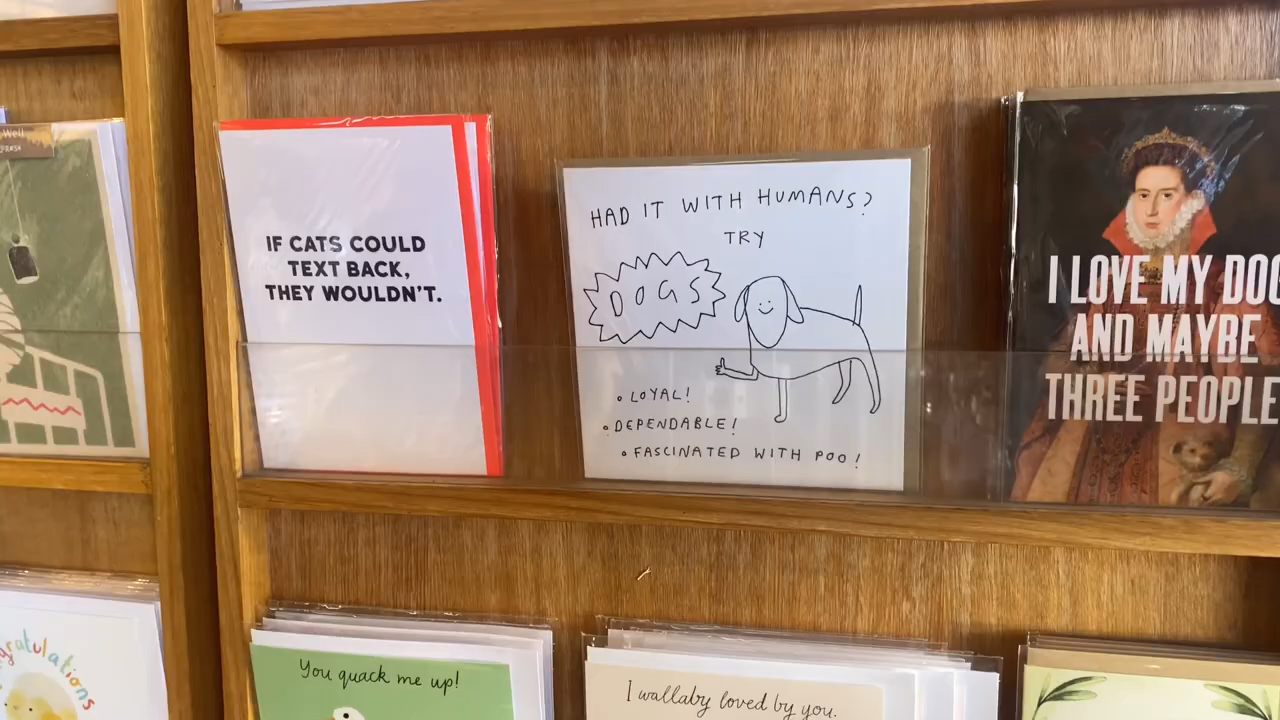 Well
IF CATS COULD
TEXT BACK,
THEY WOULDN'T.
HAD IT WITH HUMANS?
TRY
DOGS
• LOYAL!
• DEPENDABLE!
• FASCINATED WITH POO!
I LOVE MY DOG
AND MAYBE
THREE PEOPLE
gratulations
You quack me up!
I wallaby loved by you.